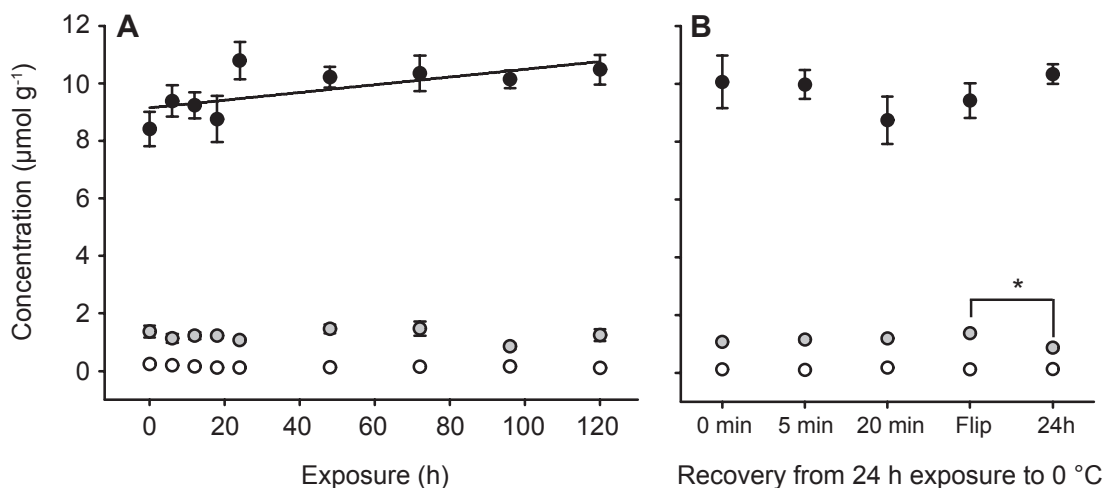 A
B
Concentration (µmol g⁻¹)
12
10
8
6
4
2
0
0 20 40 60 80 100 120
Exposure (h)
*
0 min 5 min 20 min Flip 24h
Recovery from 24 h exposure to 0 °C